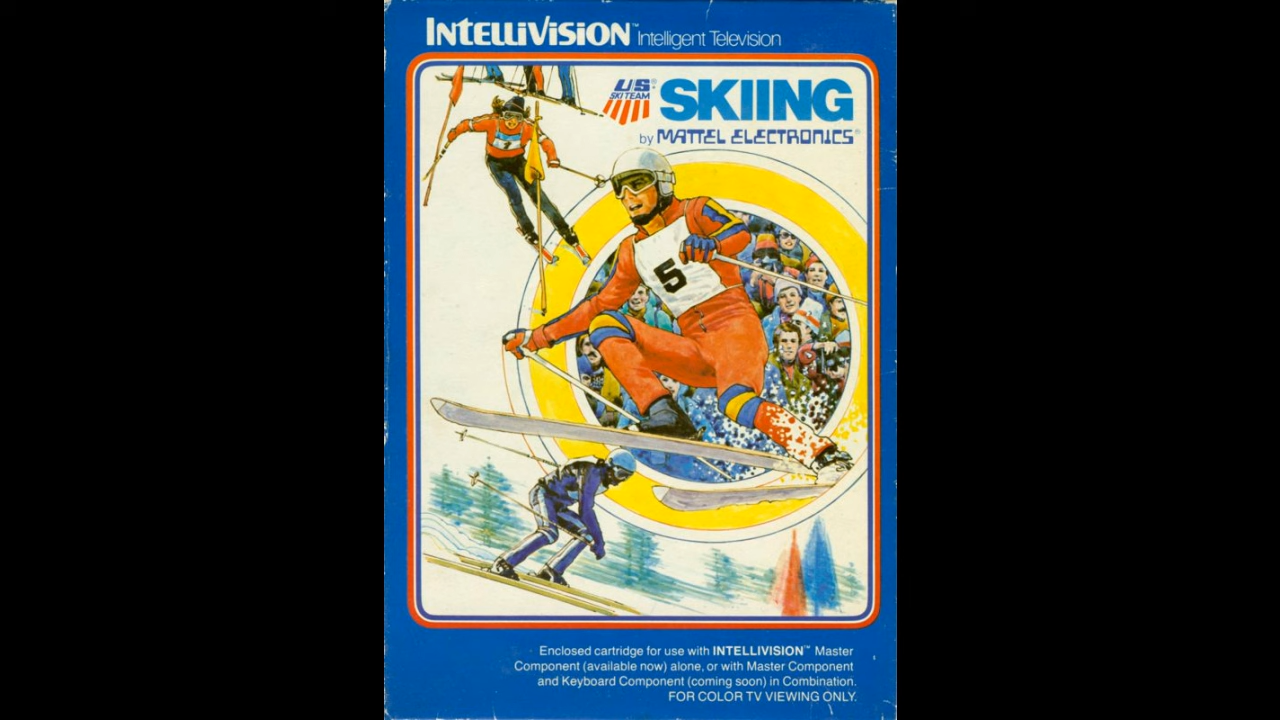 INTELLIVISION™ Intelligent Television
US®
SKI TEAM
SKIING
by MATTEL ELECTRONICS®
5
Enclosed cartridge for use with INTELLIVISION™ Master
Component (available now) alone, or with Master Component
and Keyboard Component (coming soon) in Combination.
FOR COLOR TV VIEWING ONLY.